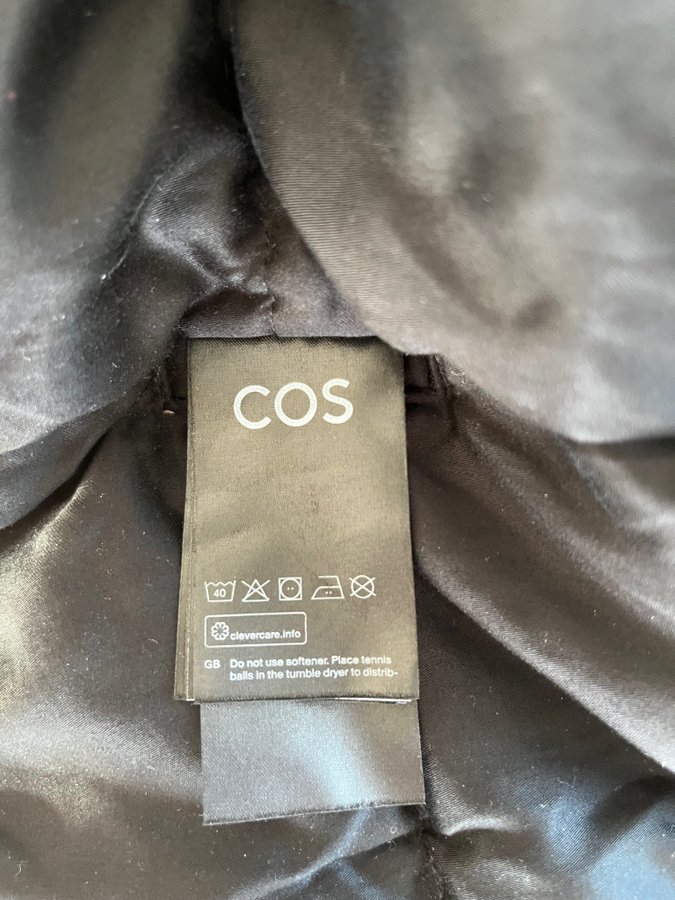 COS
40
clevercare.info
GB Do not use softener. Place tennis
balls in the tumble dryer to distrib-